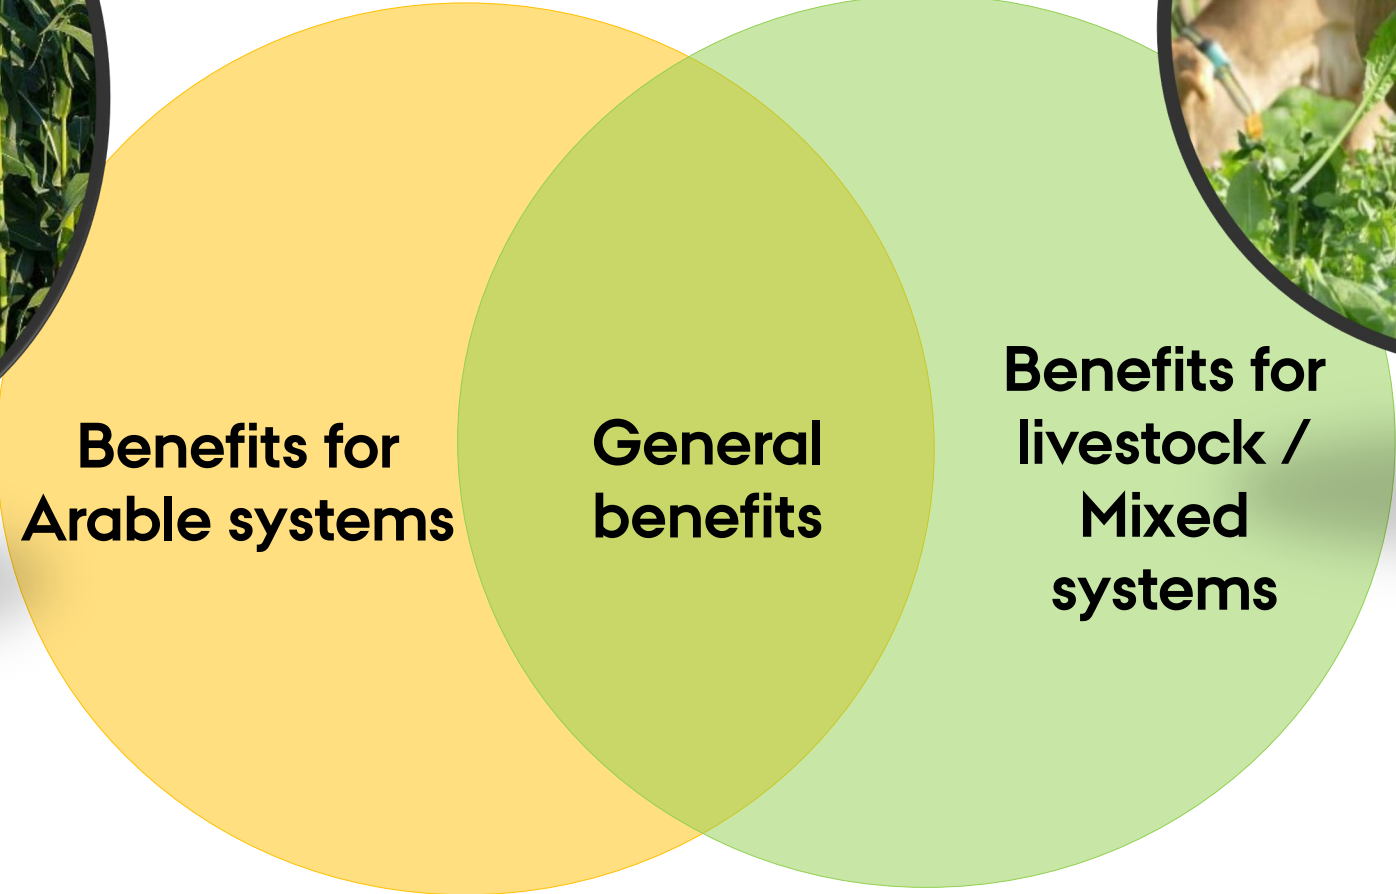 Benefits for
Arable systems
General
benefits
Benefits for
livestock /
Mixed
systems